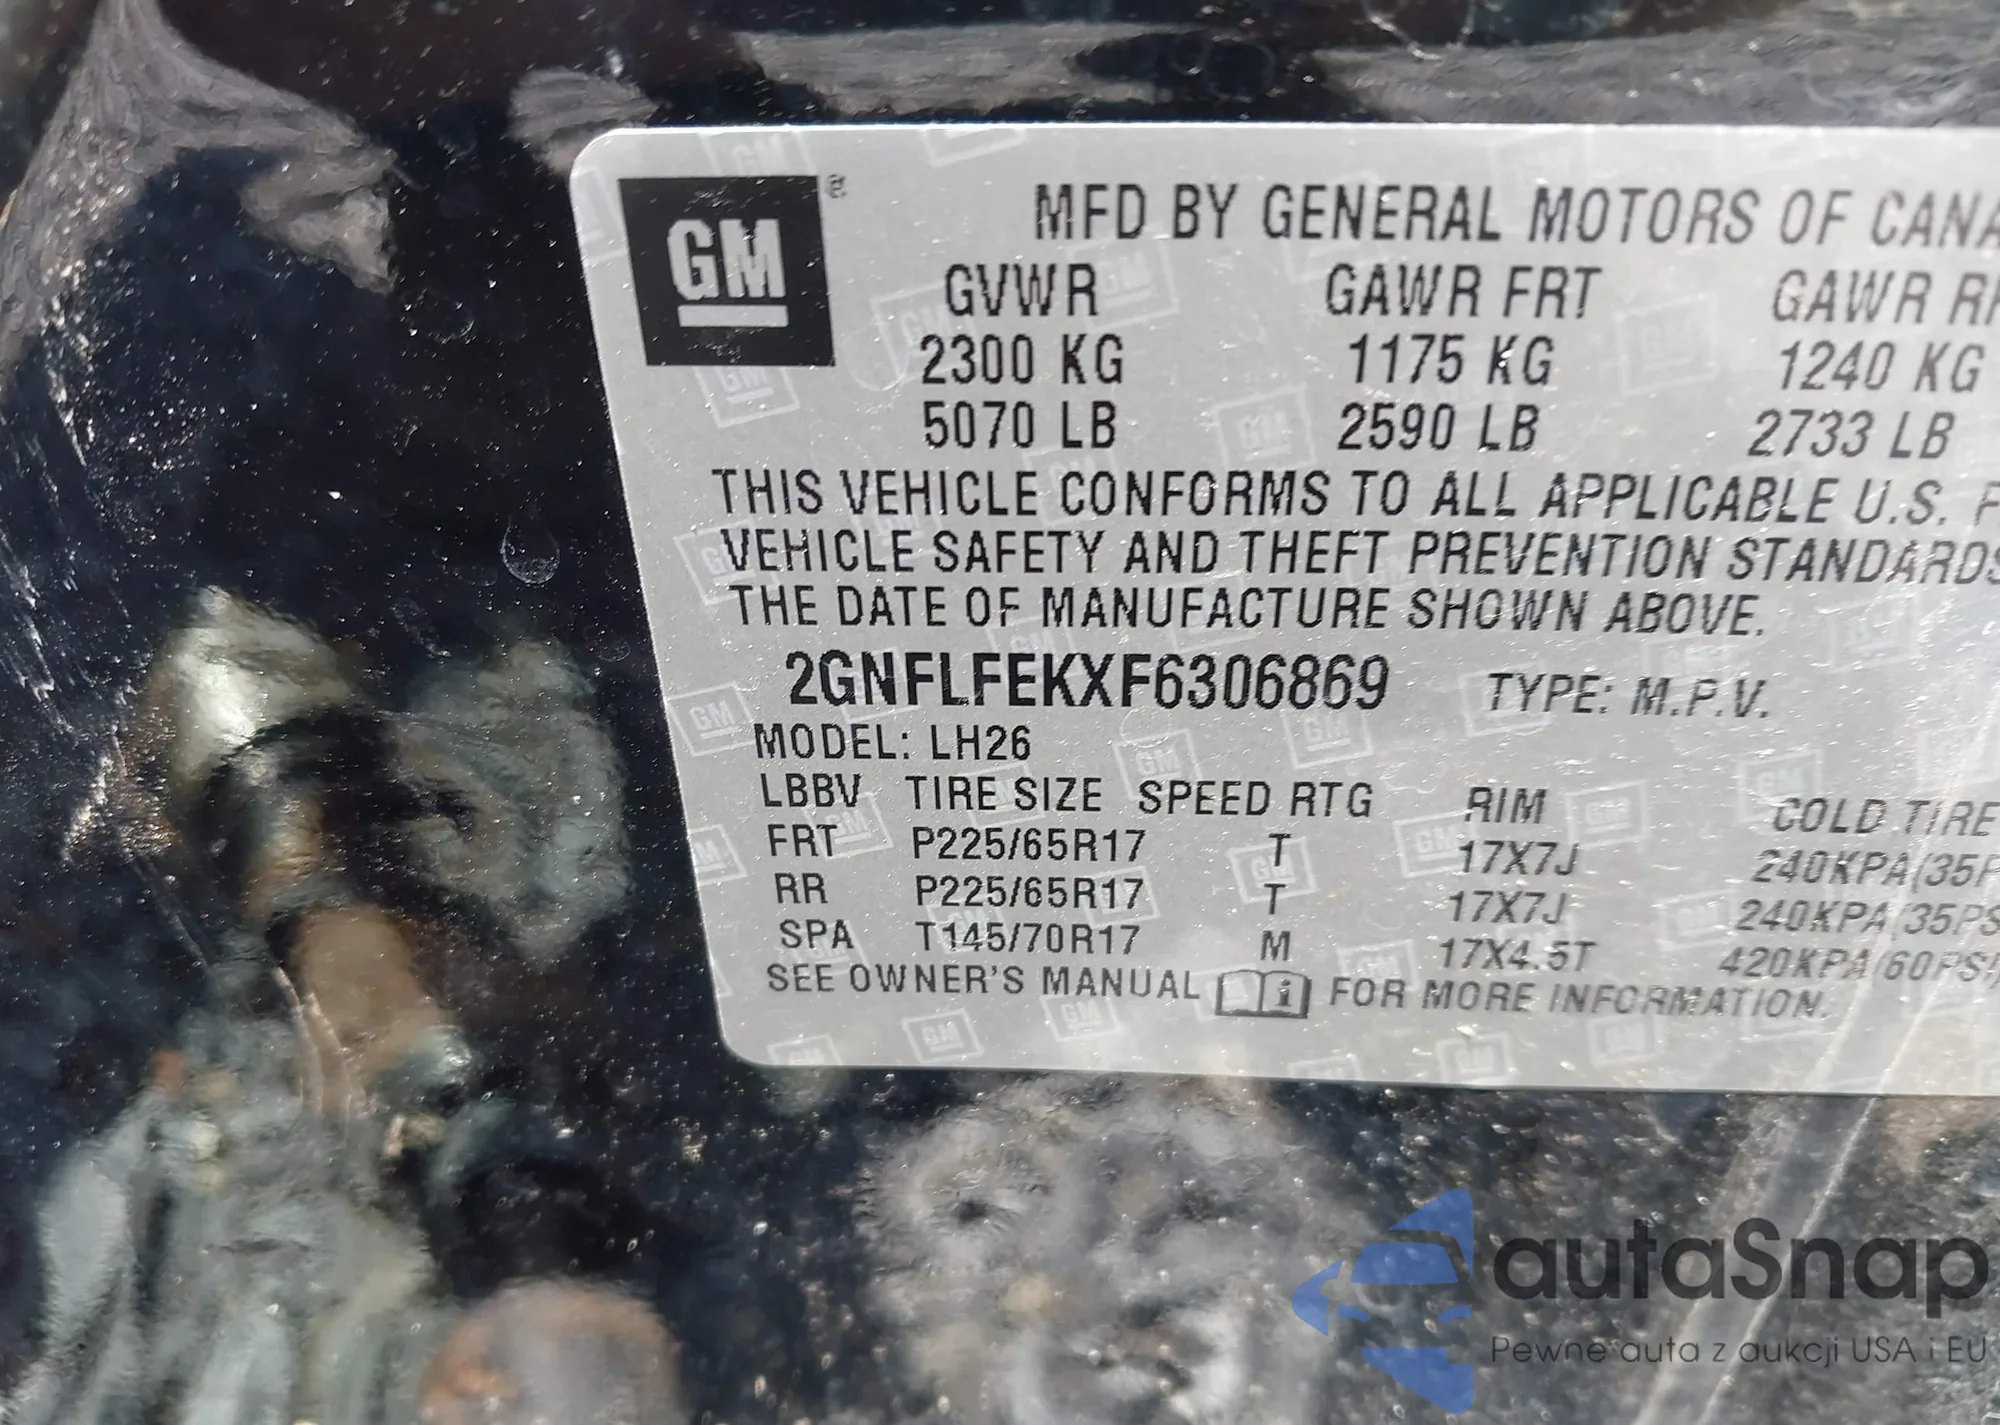 GM
MFD BY GENERAL MOTORS OF CANA
GVWR GAWR FRT GAWR RR
2300 KG 1175 KG 1240 KG
5070 LB 2590 LB 2733 LB
THIS VEHICLE CONFORMS TO ALL APPLICABLE U.S. F
VEHICLE SAFETY AND THEFT PREVENTION STANDARDS
THE DATE OF MANUFACTURE SHOWN ABOVE.
2GNFLFEKXF6306869 TYPE: M.P.V.
MODEL: LH26
LBBV TIRE SIZE SPEED RTG RIM COLD TIRE
FRT P225/65R17 T 17X7J 240KPA(35P
RR P225/65R17 T 17X7J 240KPA(35PS
SPA T145/70R17 M 17X4.5T 420KPA(60PSI)
SEE OWNER'S MANUAL FOR MORE INFORMATION.
autaSnap
Pewne auta z aukcji USA i EU